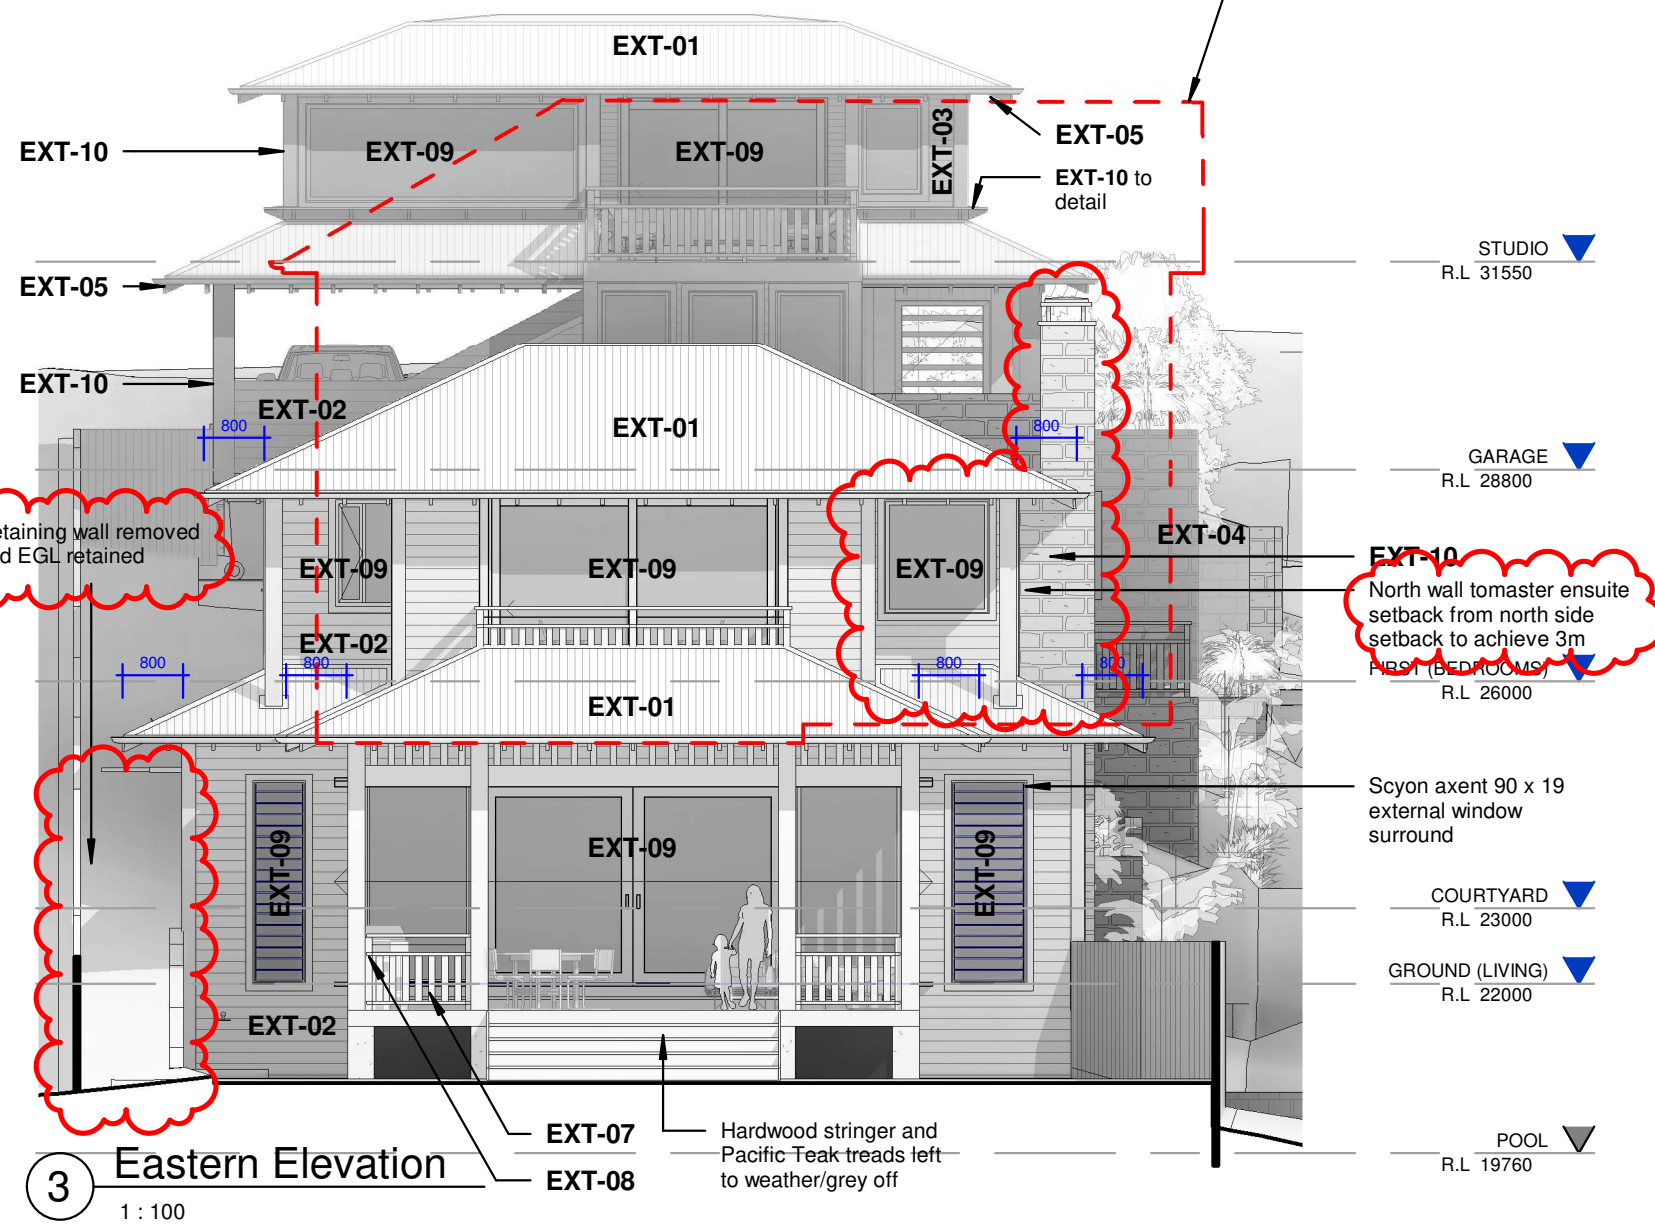 EXT-01
EXT-10
EXT-09
EXT-09
EXT-03
EXT-05
EXT-10 to
detail
STUDIO
R.L 31550
EXT-05
EXT-10
EXT-02
800
EXT-01
800
GARAGE
R.L 28800
etaining wall removed
d EGL retained
EXT-09
EXT-09
EXT-09
EXT-04
EXT-10
North wall tomaster ensuite
setback from north side
setback to achieve 3m
EXT-02
800
800
800
800
FIRST (BEDROOMS)
R.L 26000
EXT-01
Scyon axent 90 x 19
external window
surround
EXT-09
EXT-09
EXT-09
COURTYARD
R.L 23000
GROUND (LIVING)
R.L 22000
EXT-02
EXT-07
EXT-08
Hardwood stringer and
Pacific Teak treads left
to weather/grey off
POOL
R.L 19760
3
Eastern Elevation
1 : 100